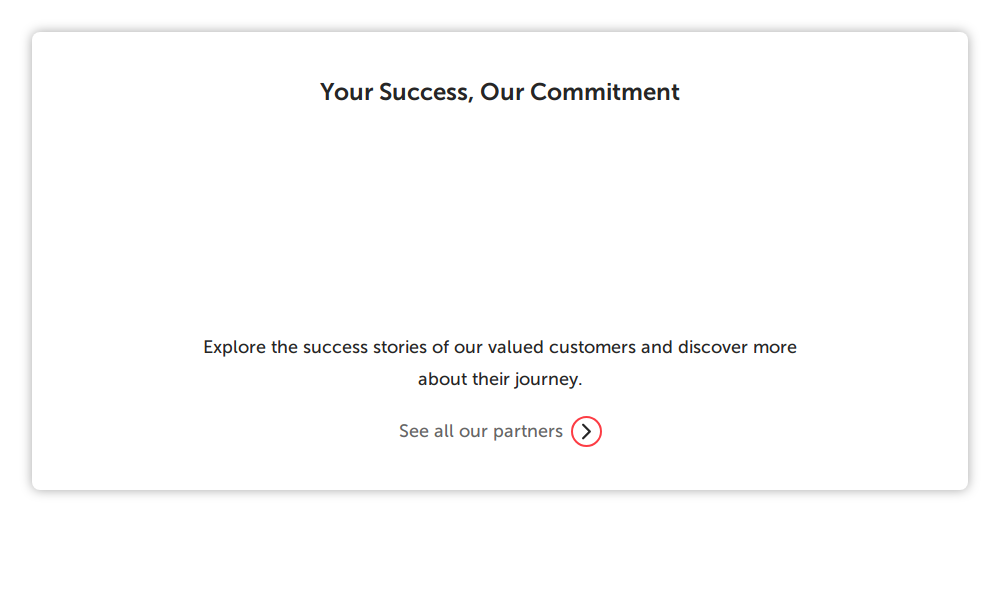 Your Success, Our Commitment
Explore the success stories of our valued customers and discover more
about their journey.
See all our partners